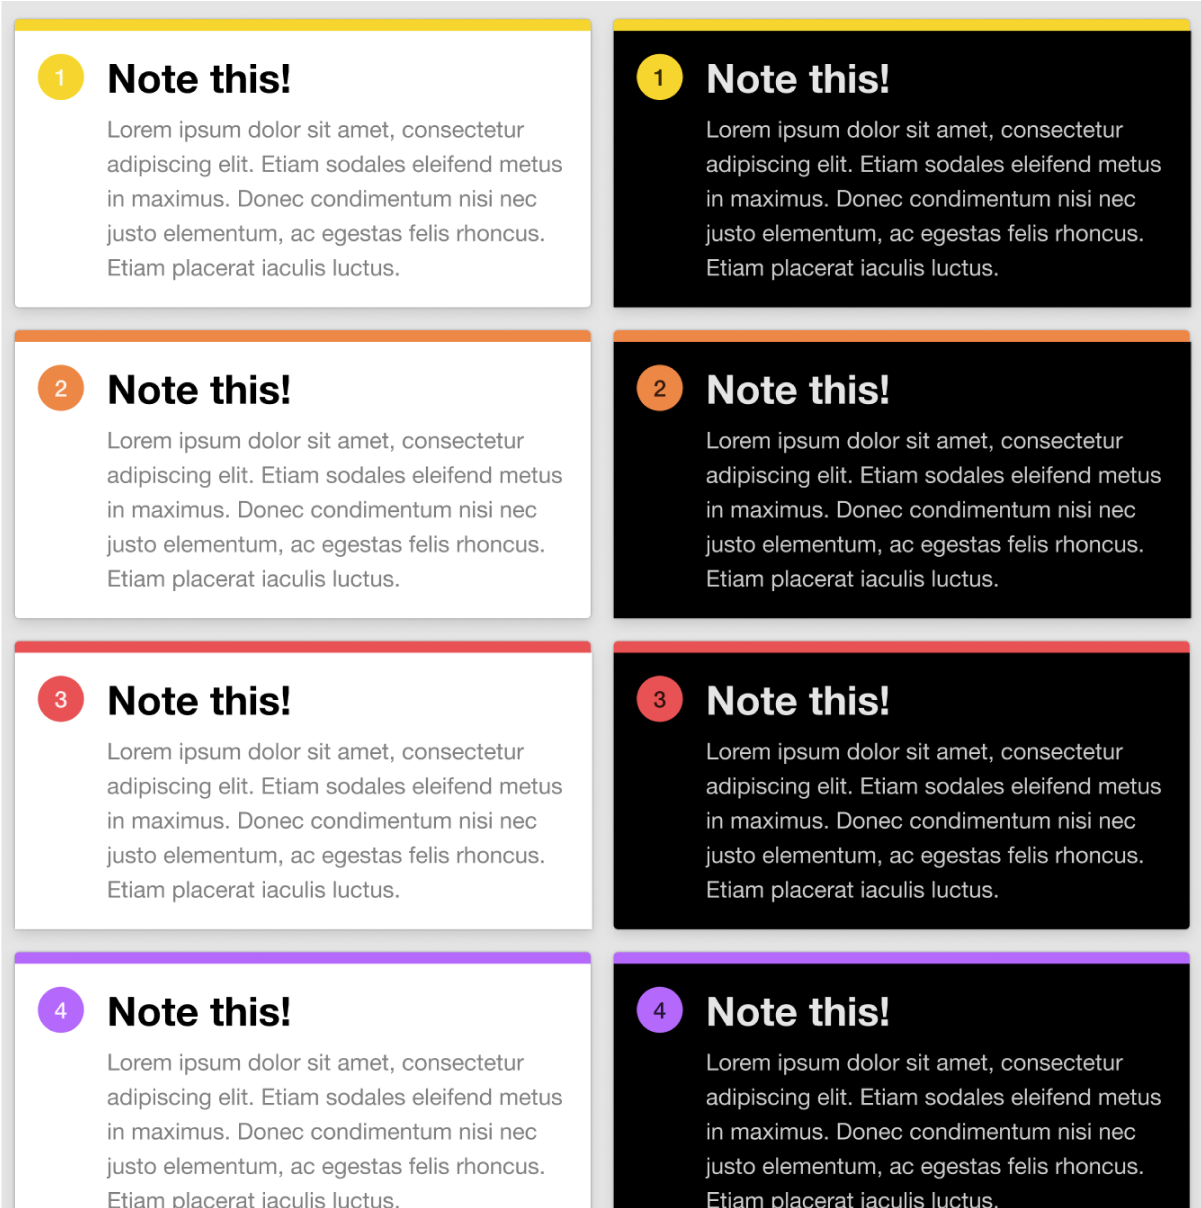 1
Note this!
Lorem ipsum dolor sit amet, consectetur
adipiscing elit. Etiam sodales eleifend metus
in maximus. Donec condimentum nisi nec
justo elementum, ac egestas felis rhoncus.
Etiam placerat iaculis luctus.
1
Note this!
Lorem ipsum dolor sit amet, consectetur
adipiscing elit. Etiam sodales eleifend metus
in maximus. Donec condimentum nisi nec
justo elementum, ac egestas felis rhoncus.
Etiam placerat iaculis luctus.
2
Note this!
Lorem ipsum dolor sit amet, consectetur
adipiscing elit. Etiam sodales eleifend metus
in maximus. Donec condimentum nisi nec
justo elementum, ac egestas felis rhoncus.
Etiam placerat iaculis luctus.
2
Note this!
Lorem ipsum dolor sit amet, consectetur
adipiscing elit. Etiam sodales eleifend metus
in maximus. Donec condimentum nisi nec
justo elementum, ac egestas felis rhoncus.
Etiam placerat iaculis luctus.
3
Note this!
Lorem ipsum dolor sit amet, consectetur
adipiscing elit. Etiam sodales eleifend metus
in maximus. Donec condimentum nisi nec
justo elementum, ac egestas felis rhoncus.
Etiam placerat iaculis luctus.
3
Note this!
Lorem ipsum dolor sit amet, consectetur
adipiscing elit. Etiam sodales eleifend metus
in maximus. Donec condimentum nisi nec
justo elementum, ac egestas felis rhoncus.
Etiam placerat iaculis luctus.
4
Note this!
Lorem ipsum dolor sit amet, consectetur
adipiscing elit. Etiam sodales eleifend metus
in maximus. Donec condimentum nisi nec
justo elementum, ac egestas felis rhoncus.
Etiam placerat iaculis luctus.
4
Note this!
Lorem ipsum dolor sit amet, consectetur
adipiscing elit. Etiam sodales eleifend metus
in maximus. Donec condimentum nisi nec
justo elementum, ac egestas felis rhoncus.
Etiam placerat iaculis luctus.